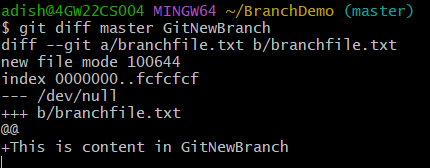 adish@4GW22CS004 MINGW64 ~/BranchDemo (master)
$ git diff master GitNewBranch
diff --git a/branchfile.txt b/branchfile.txt
new file mode 100644
index 0000000..fcfcfcf
--- /dev/null
+++ b/branchfile.txt
@@
+This is content in GitNewBranch